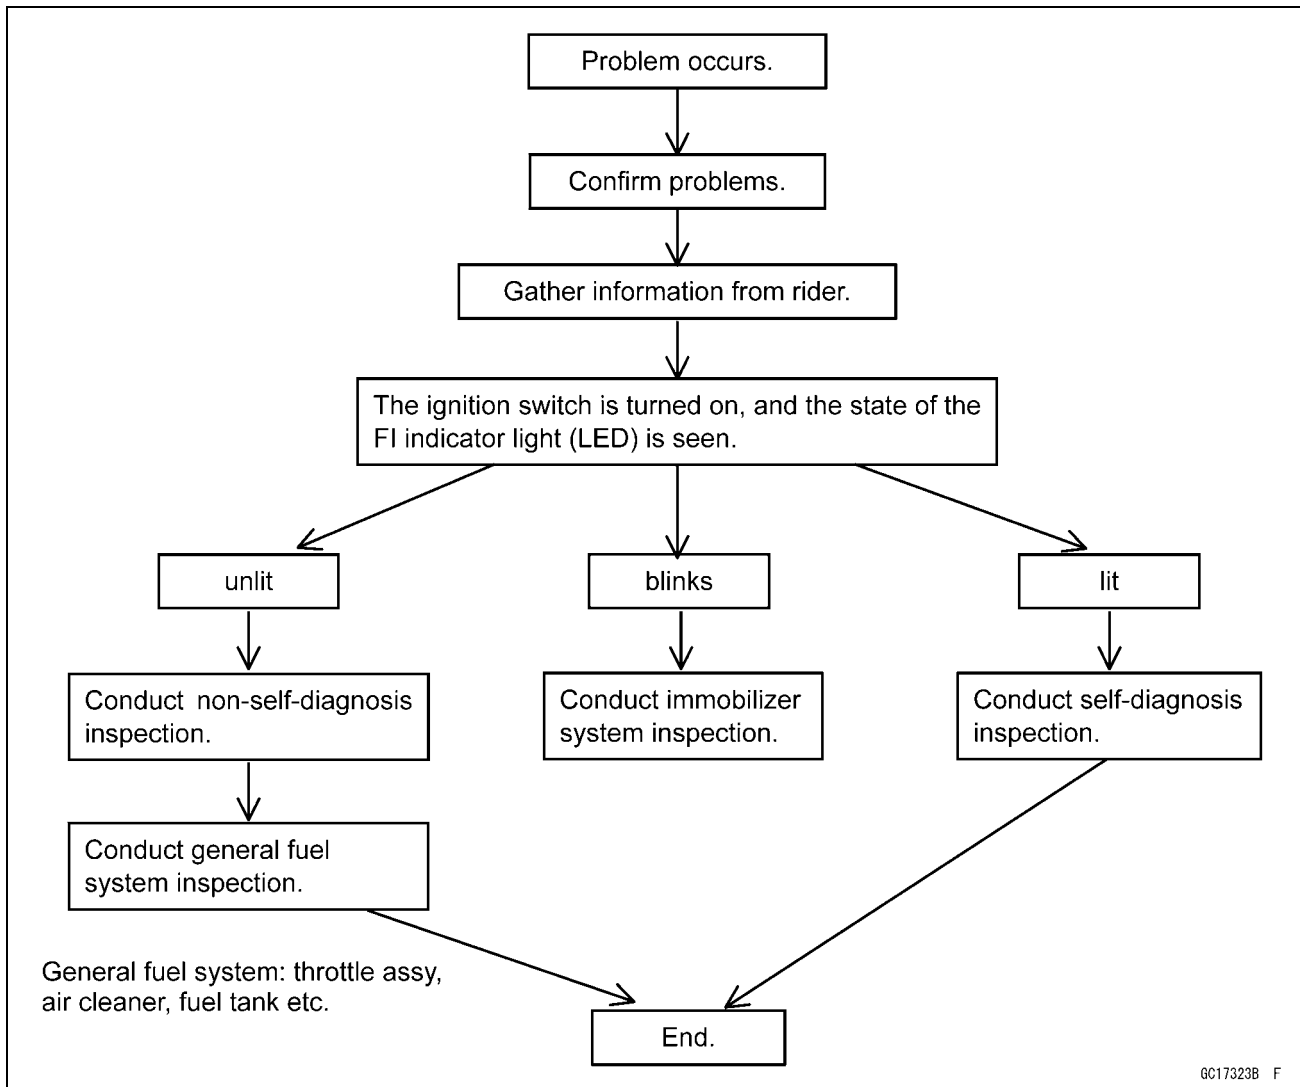 Problem occurs.
Confirm problems.
Gather information from rider.
The ignition switch is turned on, and the state of the
FI indicator light (LED) is seen.
unlit
blinks
lit
Conduct non-self-diagnosis
inspection.
Conduct immobilizer
system inspection.
Conduct self-diagnosis
inspection.
Conduct general fuel
system inspection.
General fuel system: throttle assy,
air cleaner, fuel tank etc.
End.
GC17323B F